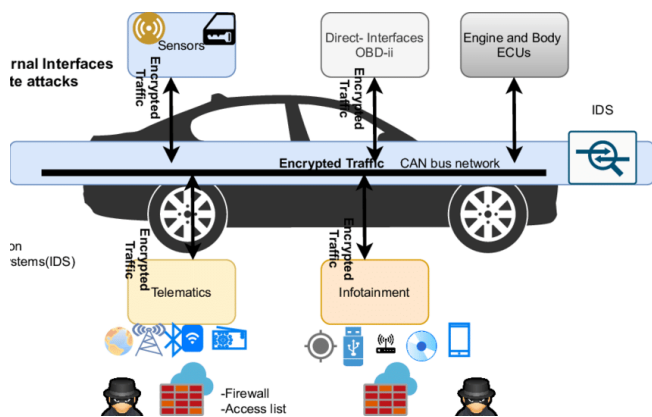 Sensors
Direct- Interfaces
OBD-ii
Engine and Body
ECUs
rnal Interfaces
te attacks
Encrypted
Traffic
Encrypted
Traffic
IDS
Encrypted Traffic CAN bus network
on
stems(IDS)
Encrypted
Traffic
Encrypted
Traffic
Telematics
Infotainment
-Firewall
-Access list